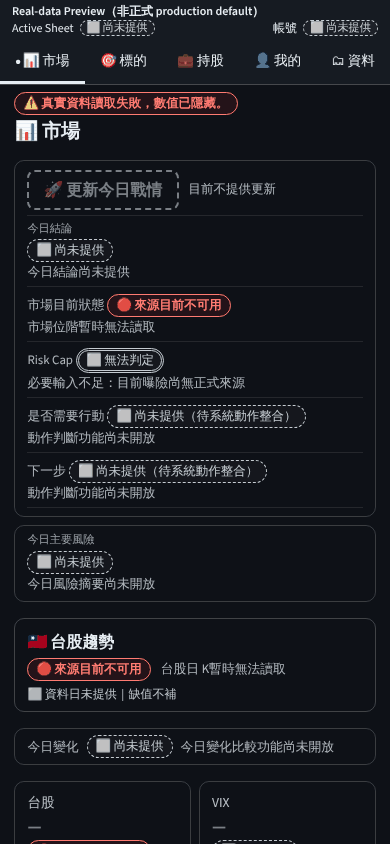 Real-data Preview（非正式 production default）
Active Sheet ⬜ 尚未提供 帳號 ⬜ 尚未提供
📊 市場 🎯 標的 💼 持股 👤 我的 🗂 資料
⚠️ 真實資料讀取失敗，數值已隱藏。
📊 市場
🚀 更新今日戰情 目前不提供更新
今日結論
⬜ 尚未提供
今日結論尚未提供
市場目前狀態 🔴 來源目前不可用
市場位階暫時無法讀取
Risk Cap ⬜ 無法判定
必要輸入不足：目前曝險尚無正式來源
是否需要行動 ⬜ 尚未提供（待系統動作整合）
動作判斷功能尚未開放
下一步 ⬜ 尚未提供（待系統動作整合）
動作判斷功能尚未開放
今日主要風險
⬜ 尚未提供
今日風險摘要尚未開放
🇹🇼 台股趨勢
🔴 來源目前不可用 台股日 K暫時無法讀取
⬜ 資料日未提供｜缺值不補
今日變化 ⬜ 尚未提供 今日變化比較功能尚未開放
台股 VIX
— —